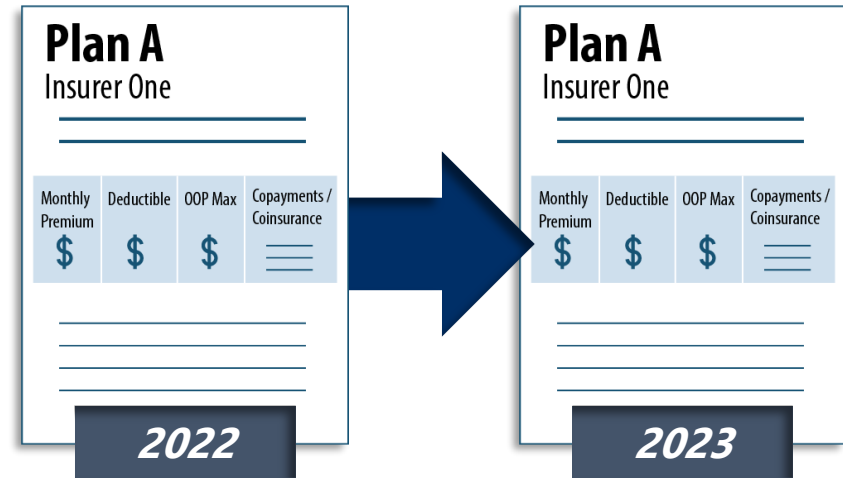 Plan A
Insurer One
Monthly Premium
$
Deductible
$
OOP Max
$
Copayments /
Coinsurance
2022
Plan A
Insurer One
Monthly Premium
$
Deductible
$
OOP Max
$
Copayments /
Coinsurance
2023